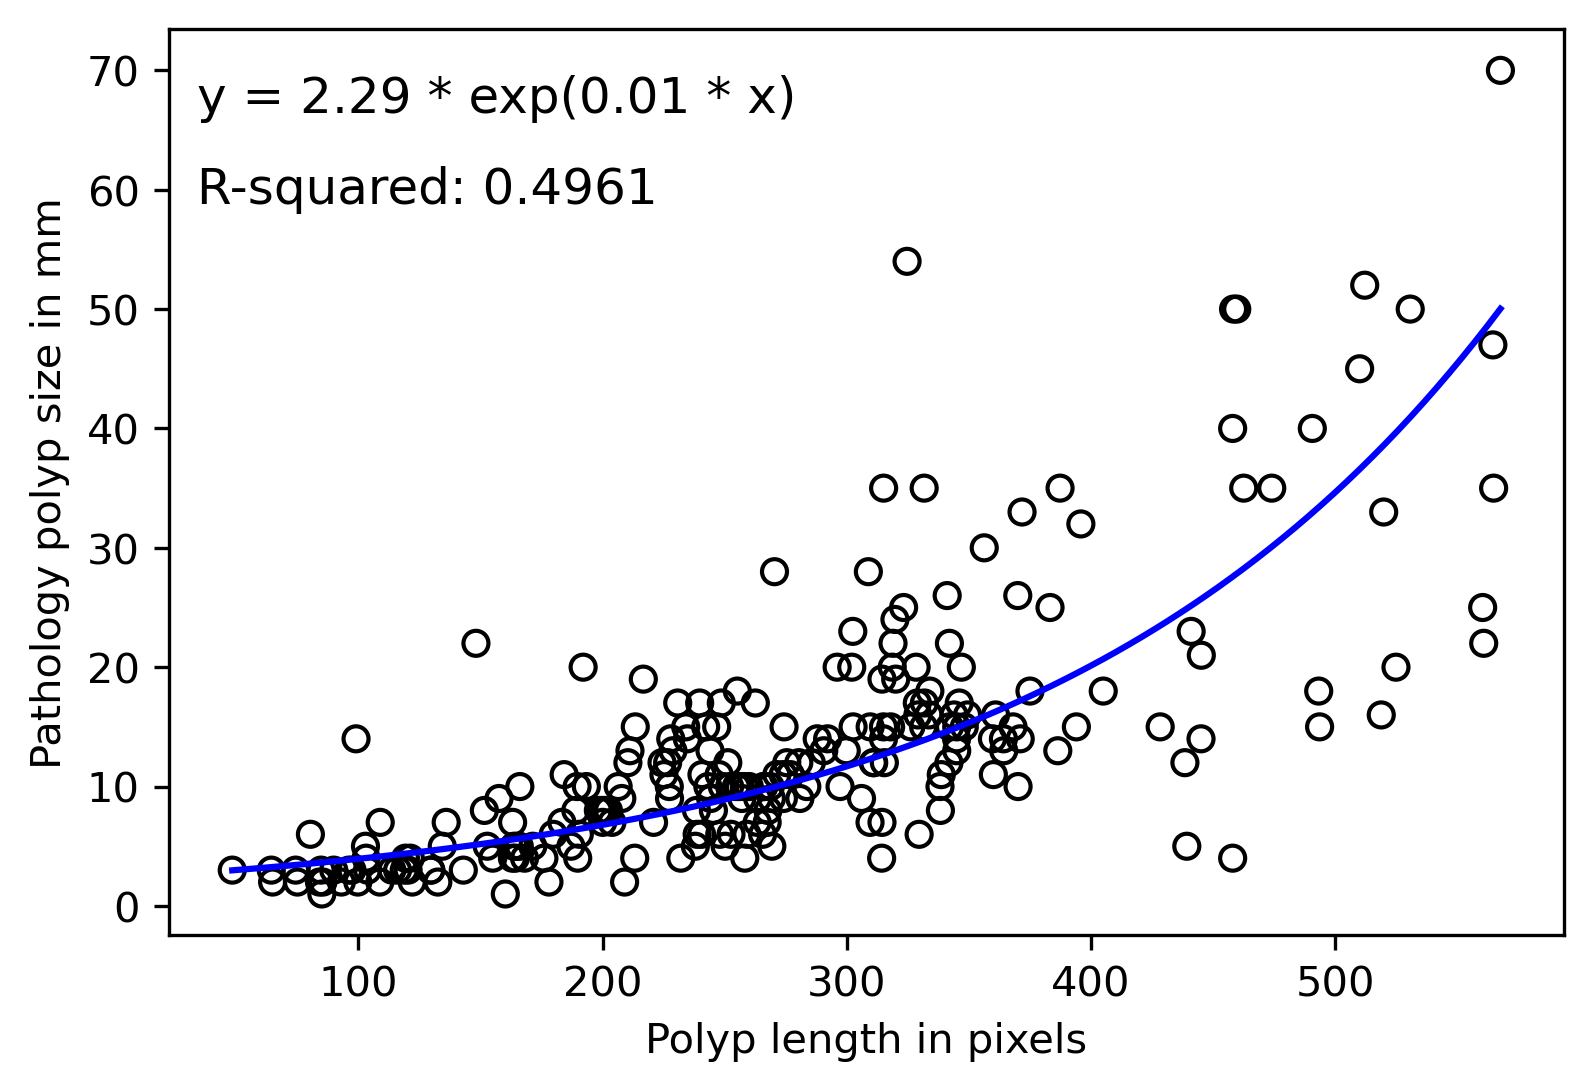 y = 2.29 * exp(0.01 * x)
R-squared: 0.4961
Pathology polyp size in mm
70
60
50
40
30
20
10
0
100 200 300 400 500
Polyp length in pixels